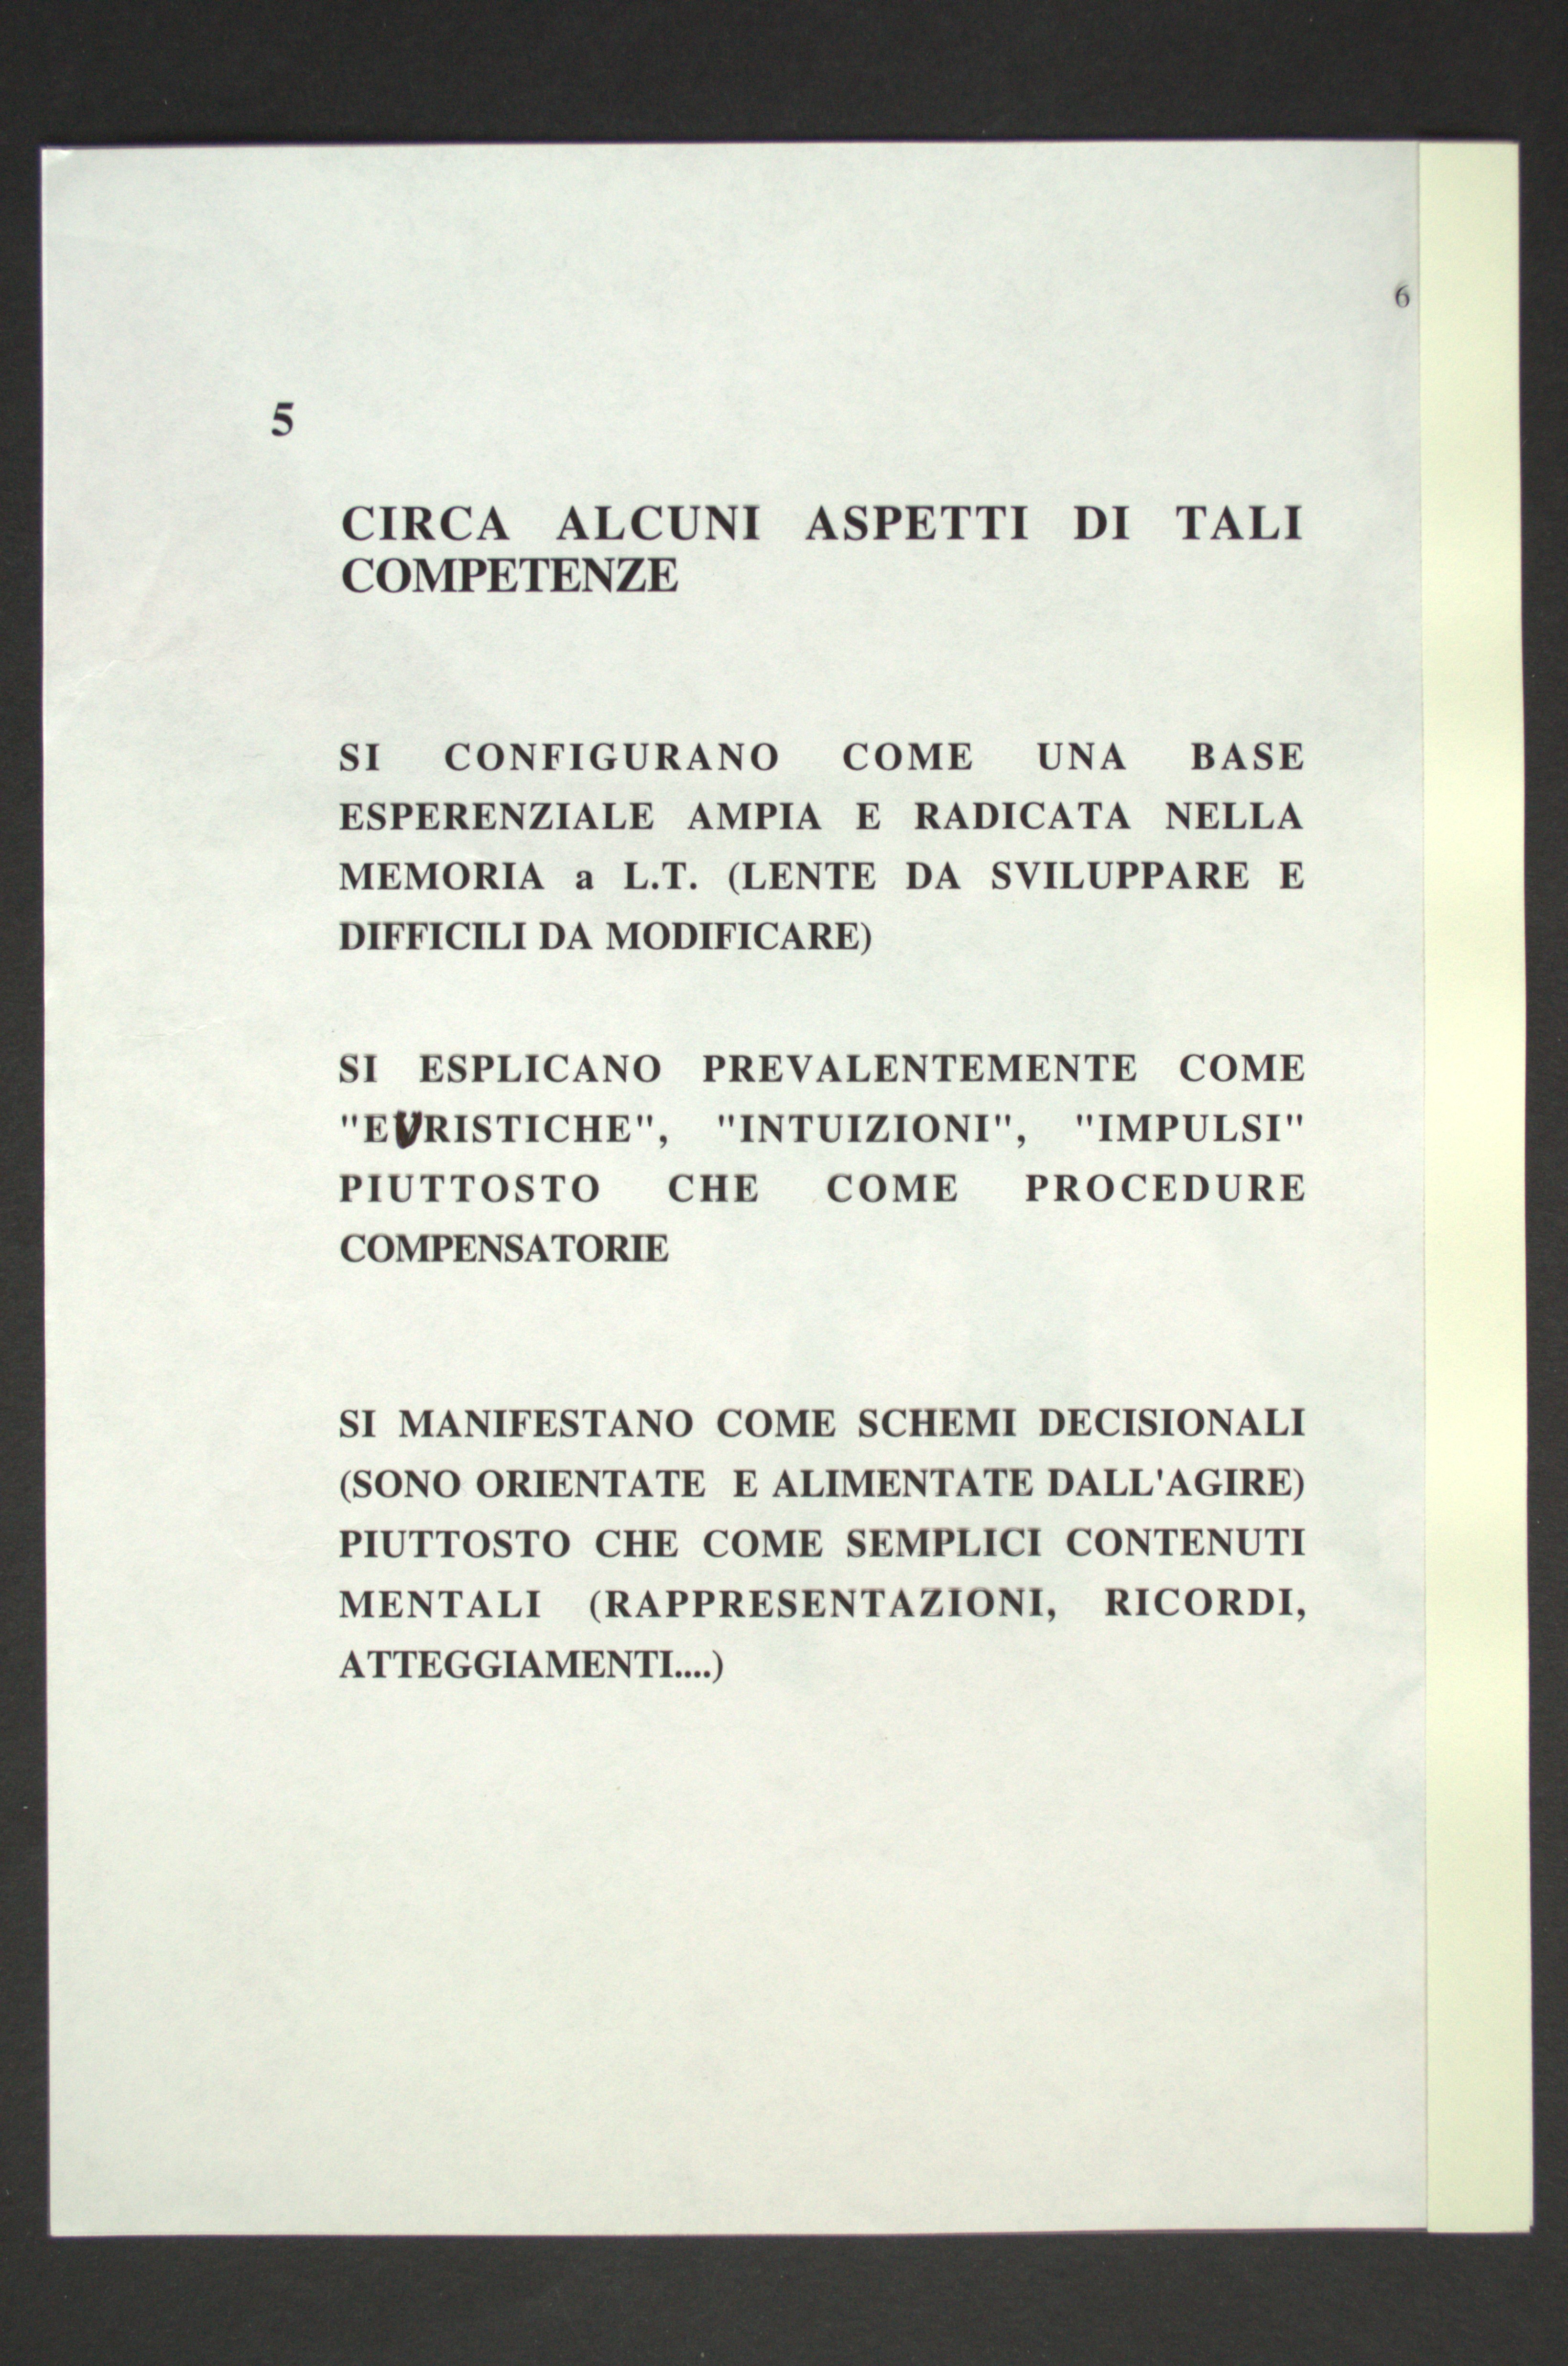 6
5
CIRCA ALCUNI ASPETTI DI TALI
COMPETENZE
SI CONFIGURANO COME UNA BASE
ESPERENZIALE AMPIA E RADICATA NELLA
MEMORIA a L.T. (LENTE DA SVILUPPARE E
DIFFICILI DA MODIFICARE)
SI ESPLICANO PREVALENTEMENTE COME
"EURISTICHE", "INTUIZIONI", "IMPULSI"
PIUTTOSTO CHE COME PROCEDURE
COMPENSATORIE
SI MANIFESTANO COME SCHEMI DECISIONALI
(SONO ORIENTATE E ALIMENTATE DALL'AGIRE)
PIUTTOSTO CHE COME SEMPLICI CONTENUTI
MENTALI (RAPPRESENTAZIONI, RICORDI,
ATTEGGIAMENTI....)